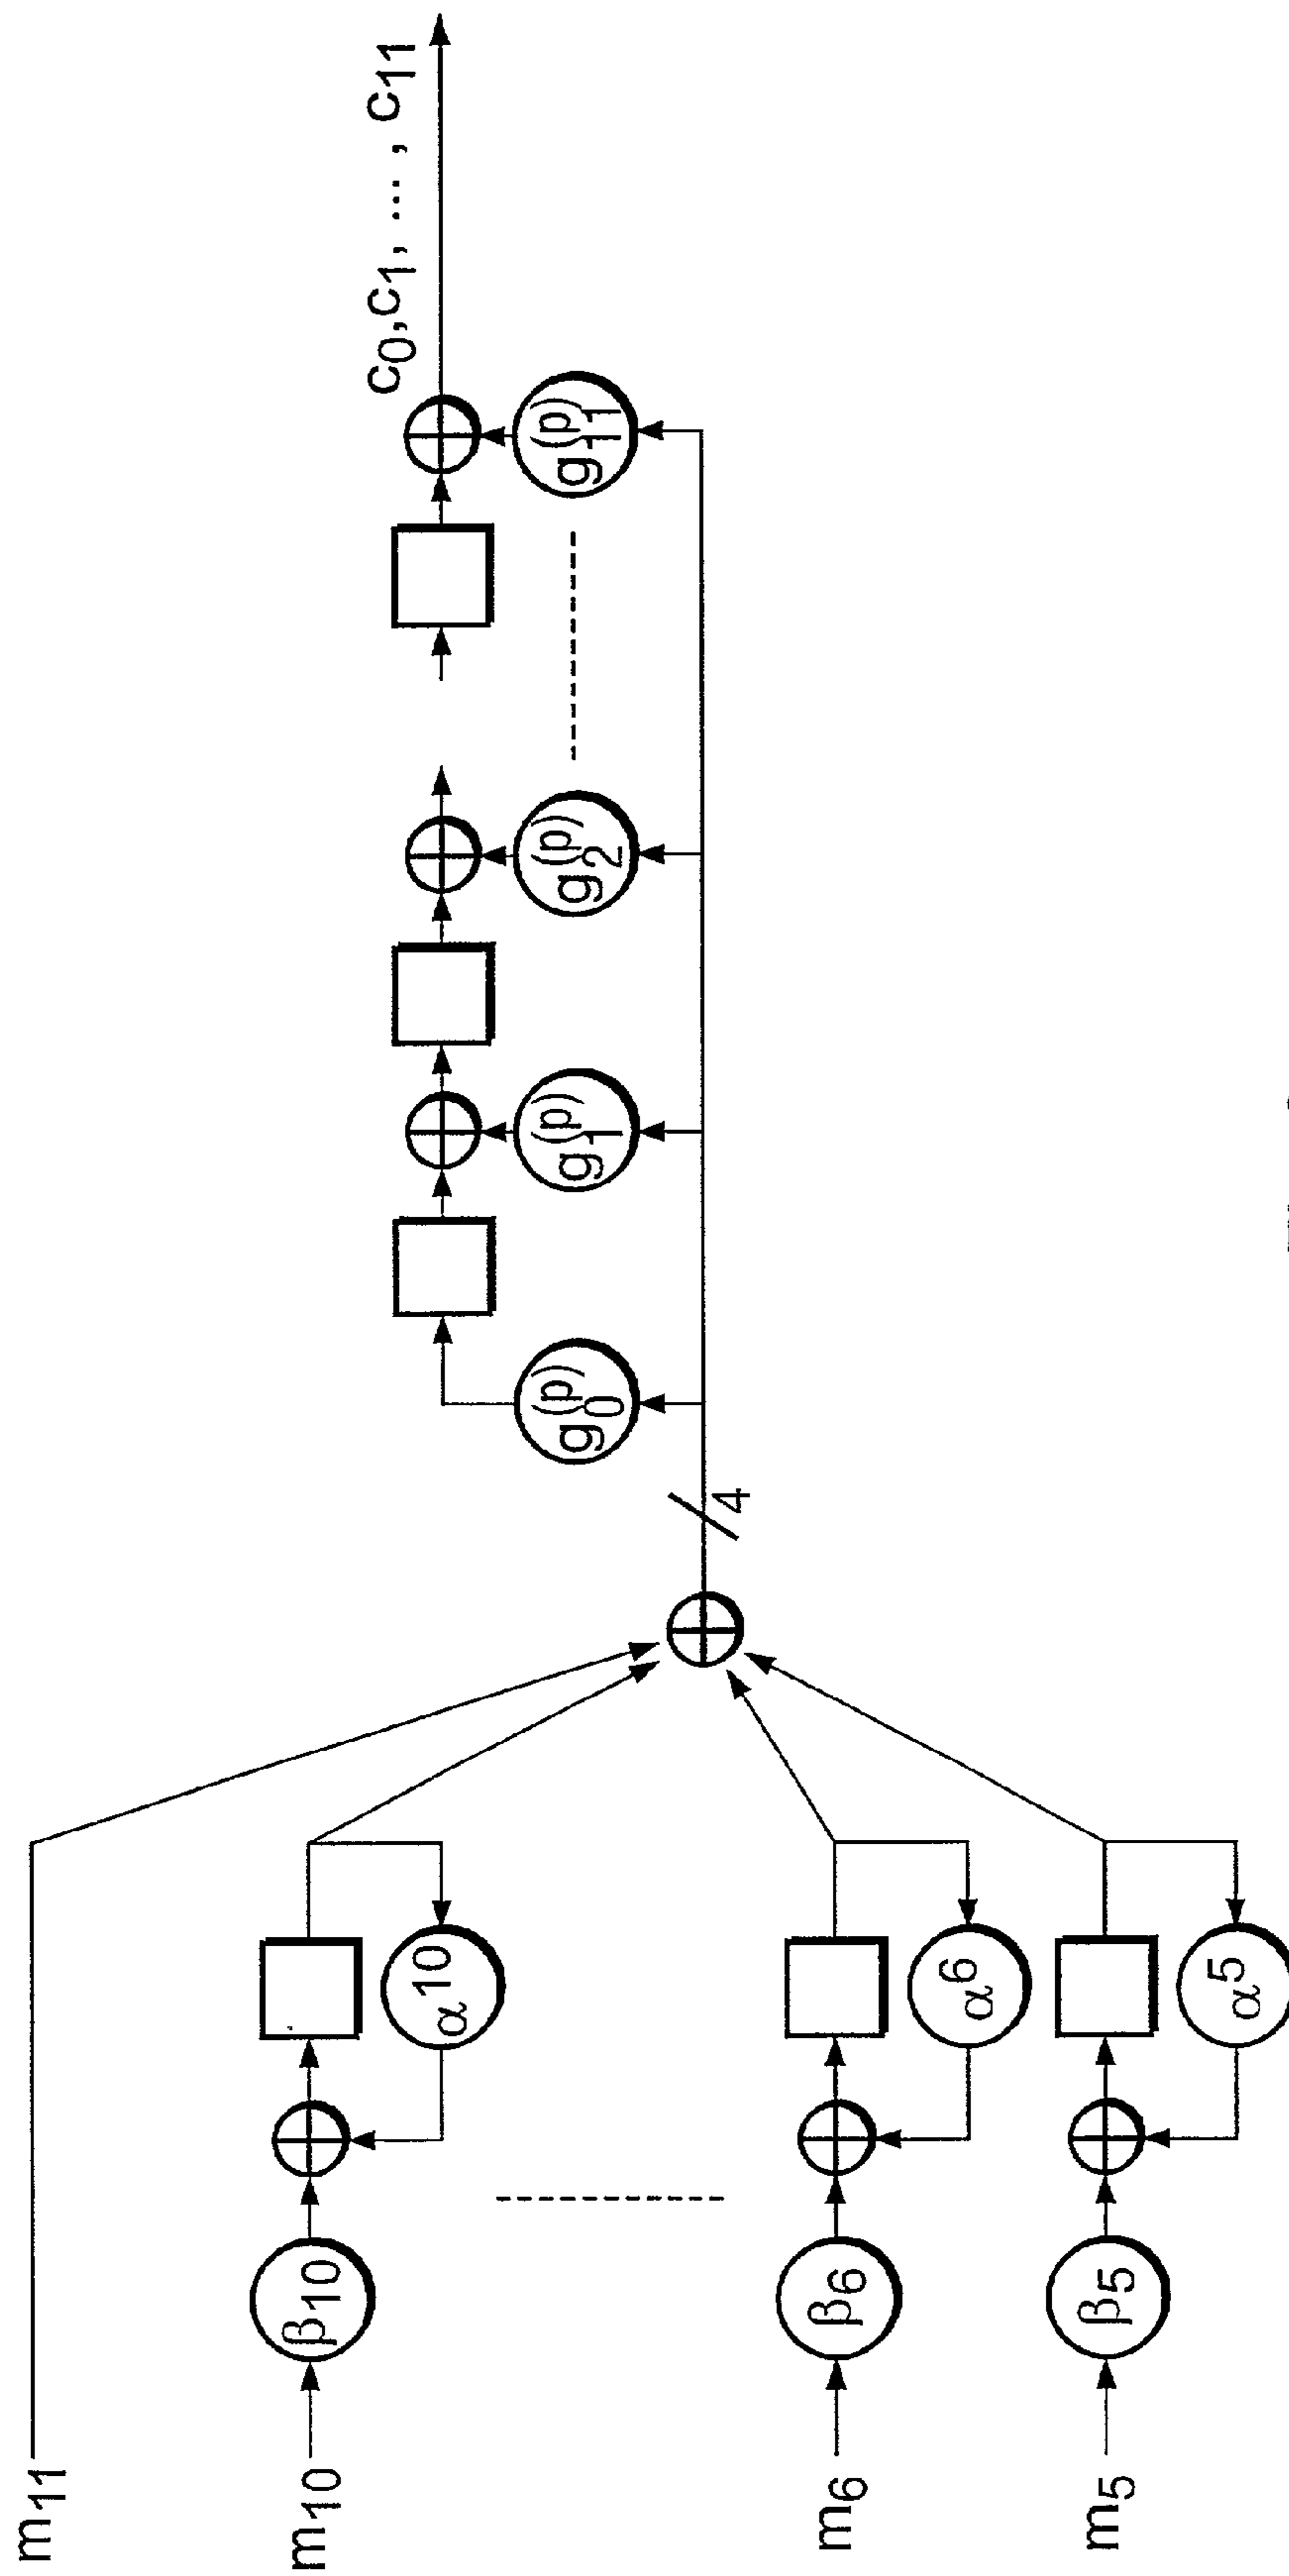 m11
m10
β10
α10
m6
β6
α6
m5
β5
α5
4
g0(p)
g1(p)
g2(p)
g11(p)
c0,c1, ... , c11